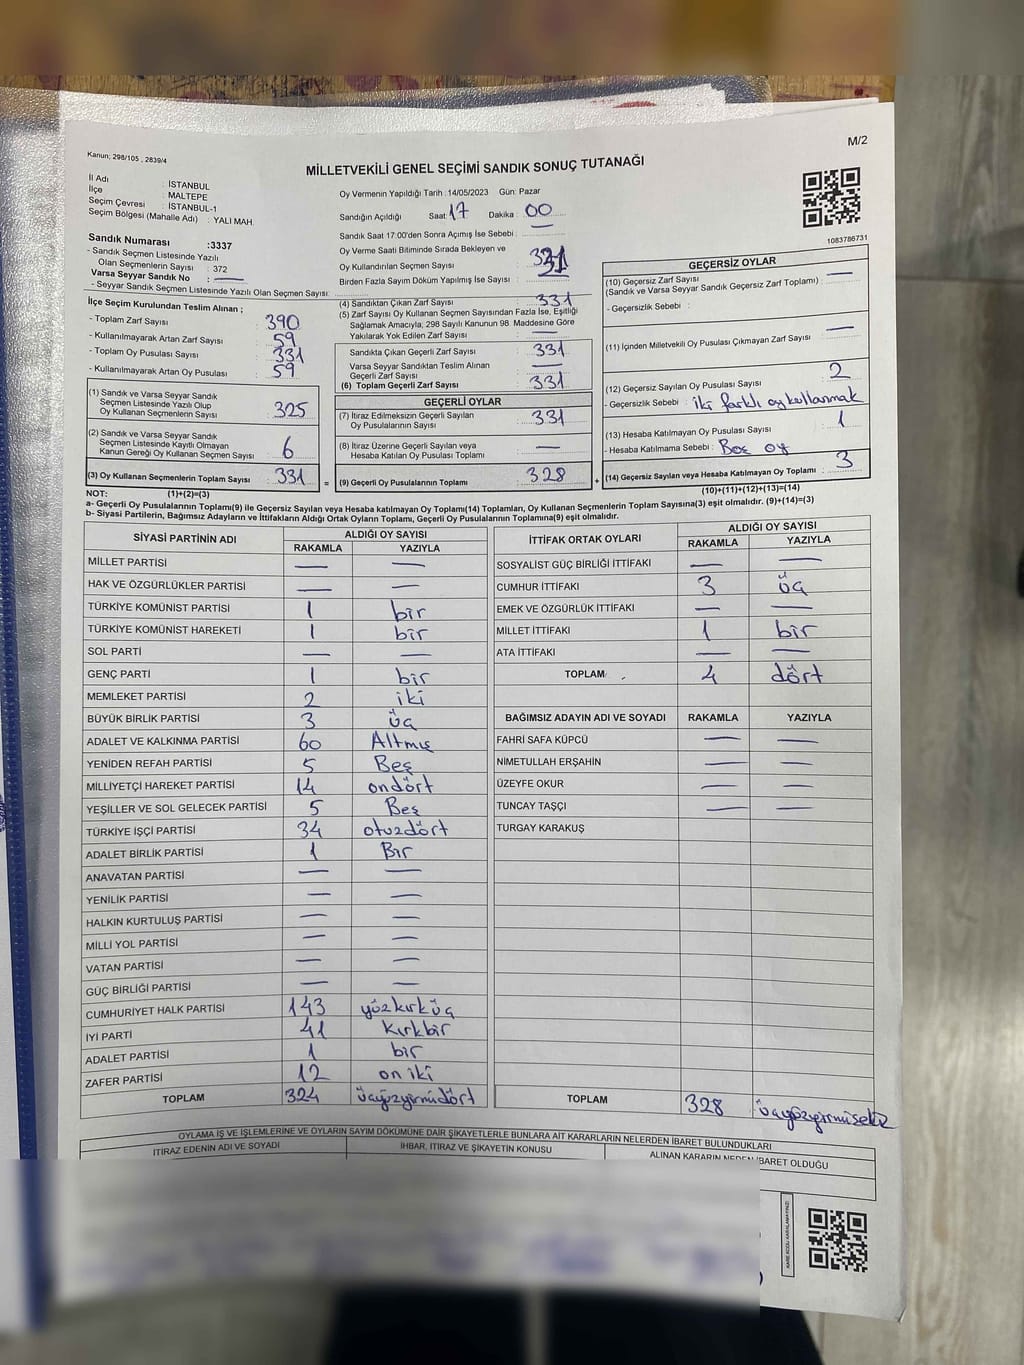 M/2
Kanun; 298/105 , 2839/4
MİLLETVEKİLİ GENEL SEÇİMİ SANDIK SONUÇ TUTANAĞI
İl Adı : İSTANBUL
İlçe : MALTEPE
Seçim Çevresi : İSTANBUL-1
Seçim Bölgesi (Mahalle Adı) : YALI MAH.
Sandık Numarası :3337
- Sandık Seçmen Listesinde Yazılı
Olan Seçmenlerin Sayısı : 372
Varsa Seyyar Sandık No : —
- Seyyar Sandık Seçmen Listesinde Yazılı Olan Seçmen Sayısı:
İlçe Seçim Kurulundan Teslim Alınan ;
- Toplam Zarf Sayısı : 390
- Kullanılmayarak Artan Zarf Sayısı : 59
- Toplam Oy Pusulası Sayısı : 331
- Kullanılmayarak Artan Oy Pusulası : 59
(1) Sandık ve Varsa Seyyar Sandık
Seçmen Listesinde Yazılı Olup
Oy Kullanan Seçmenlerin Sayısı : 325
(2) Sandık ve Varsa Seyyar Sandık
Seçmen Listesinde Kayıtlı Olmayan
Kanun Gereği Oy Kullanan Seçmen Sayısı : 6
(3) Oy Kullanan Seçmenlerin Toplam Sayısı : 331
Oy Vermenin Yapıldığı Tarih : 14/05/2023 Gün: Pazar
Sandığın Açıldığı Saat: 17 Dakika : 00
Sandık Saat 17:00'den Sonra Açımış İse Sebebi : —
Oy Verme Saati Bitiminde Sırada Bekleyen ve
Oy Kullandırılan Seçmen Sayısı : 331
Birden Fazla Sayım Döküm Yapılmış İse Sayısı : —
(4) Sandıktan Çıkan Zarf Sayısı : 331
(5) Zarf Sayısı Oy Kullanan Seçmen Sayısından Fazla İse, Eşitliği
Sağlamak Amacıyla, 298 Sayılı Kanunun 98. Maddesine Göre
Yakılarak Yok Edilen Zarf Sayısı : —
Sandıkta Çıkan Geçerli Zarf Sayısı : 331
Varsa Seyyar Sandıktan Teslim Alınan
Geçerli Zarf Sayısı : —
(6) Toplam Geçerli Zarf Sayısı : 331
GEÇERLİ OYLAR
(7) İtiraz Edilmeksizin Geçerli Sayılan
Oy Pusulalarının Sayısı : 331
(8) İtiraz Üzerine Geçerli Sayılan veya
Hesaba Katılan Oy Pusulası Toplamı : —
= (9) Geçerli Oy Pusulalarının Toplamı : 328
1083786731
GEÇERSİZ OYLAR
(10) Geçersiz Zarf Sayısı : —
(Sandık ve Varsa Seyyar Sandık Geçersiz Zarf Toplamı)
- Geçersizlik Sebebi :
(11) İçinden Milletvekili Oy Pusulası Çıkmayan Zarf Sayısı : —
(12) Geçersiz Sayılan Oy Pusulası Sayısı : 2
- Geçersizlik Sebebi : iki farklı oy kullanmak
(13) Hesaba Katılmayan Oy Pusulası Sayısı : 1
- Hesaba Katılmama Sebebi : Boş oy
+ (14) Geçersiz Sayılan veya Hesaba Katılmayan Oy Toplamı : 3
NOT: (1)+(2)=(3) (10)+(11)+(12)+(13)=(14)
a- Geçerli Oy Pusulalarının Toplamı(9) ile Geçersiz Sayılan veya Hesaba katılmayan Oy Toplamı(14) Toplamları, Oy Kullanan Seçmenlerin Toplam Sayısına(3) eşit olmalıdır. (9)+(14)=(3)
b- Siyasi Partilerin, Bağımsız Adayların ve İttifakların Aldığı Ortak Oyların Toplamı, Geçerli Oy Pusulalarının Toplamına(9) eşit olmalıdır.
SİYASİ PARTİNİN ADI ALDIĞI OY SAYISI
RAKAMLA YAZIYLA
MİLLET PARTİSİ — —
HAK VE ÖZGÜRLÜKLER PARTİSİ — —
TÜRKİYE KOMÜNİST PARTİSİ 1 bir
TÜRKİYE KOMÜNİST HAREKETİ 1 bir
SOL PARTİ — —
GENÇ PARTİ 1 bir
MEMLEKET PARTİSİ 2 iki
BÜYÜK BİRLİK PARTİSİ 3 üç
ADALET VE KALKINMA PARTİSİ 60 Altmış
YENİDEN REFAH PARTİSİ 5 Beş
MİLLİYETÇİ HAREKET PARTİSİ 14 ondört
YEŞİLLER VE SOL GELECEK PARTİSİ 5 Beş
TÜRKİYE İŞÇİ PARTİSİ 34 otuzdört
ADALET BİRLİK PARTİSİ 1 Bir
ANAVATAN PARTİSİ — —
YENİLİK PARTİSİ — —
HALKIN KURTULUŞ PARTİSİ — —
MİLLİ YOL PARTİSİ — —
VATAN PARTİSİ — —
GÜÇ BİRLİĞİ PARTİSİ — —
CUMHURİYET HALK PARTİSİ 143 yüzkırküç
İYİ PARTİ 41 kırkbir
ADALET PARTİSİ 1 bir
ZAFER PARTİSİ 12 on iki
TOPLAM 324 üçyüzyirmidört
İTTİFAK ORTAK OYLARI ALDIĞI OY SAYISI
RAKAMLA YAZIYLA
SOSYALİST GÜÇ BİRLİĞİ İTTİFAKI — —
CUMHUR İTTİFAKI 3 üç
EMEK VE ÖZGÜRLÜK İTTİFAKI — —
MİLLET İTTİFAKI 1 bir
ATA İTTİFAKI — —
TOPLAM 4 dört
BAĞIMSIZ ADAYIN ADI VE SOYADI RAKAMLA YAZIYLA
FAHRİ SAFA KÜPCÜ — —
NİMETULLAH ERŞAHİN — —
ÜZEYFE OKUR — —
TUNCAY TAŞÇI — —
TURGAY KARAKUŞ
TOPLAM 328 üçyüzyirmisekiz
OYLAMA İŞ VE İŞLEMLERİNE VE OYLARIN SAYIM DÖKÜMÜNE DAİR ŞİKAYETLERLE BUNLARA AİT KARARLARIN NELERDEN İBARET BULUNDUKLARI
İTİRAZ EDENİN ADI VE SOYADI İHBAR, İTİRAZ VE ŞİKAYETİN KONUSU ALINAN KARARIN NEDEN İBARET OLDUĞU